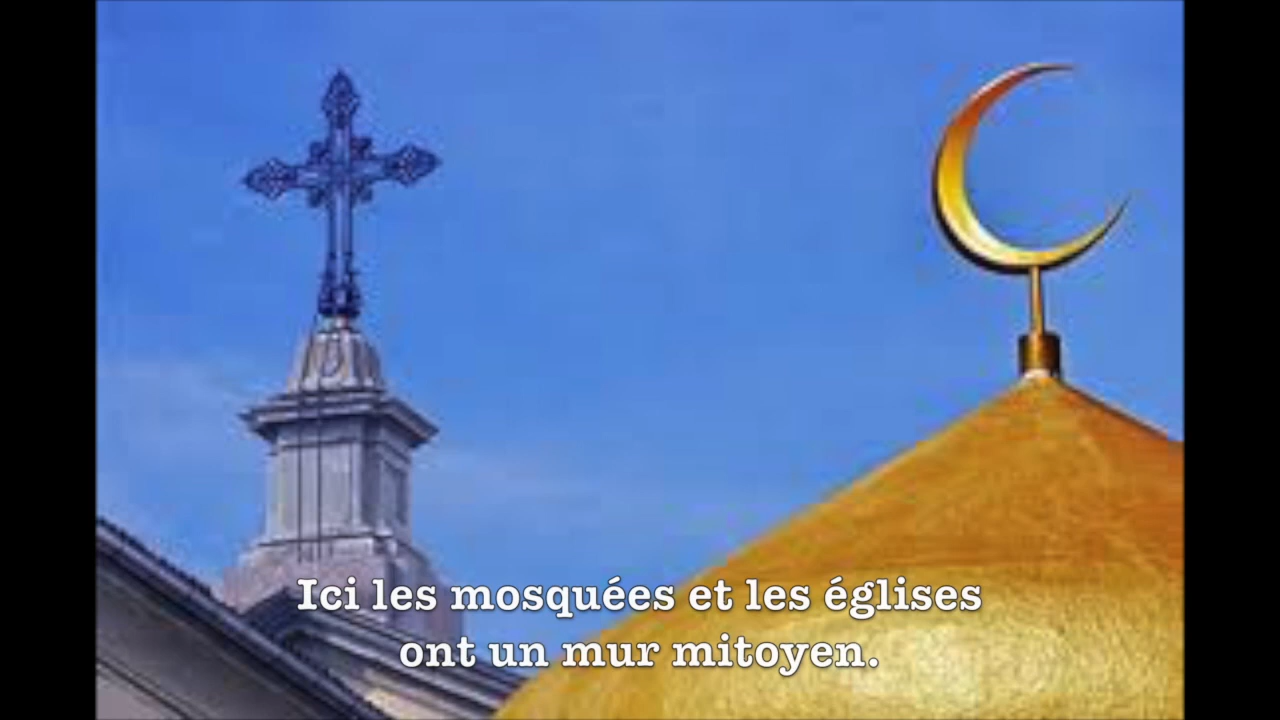 Ici les mosquées et les églises
ont un mur mitoyen.